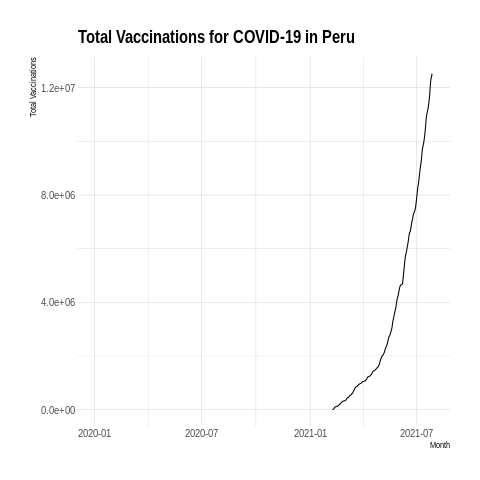 Total Vaccinations for COVID-19 in Peru
Total Vaccinations
1.2e+07
8.0e+06
4.0e+06
0.0e+00
2020-01 2020-07 2021-01 2021-07
Month